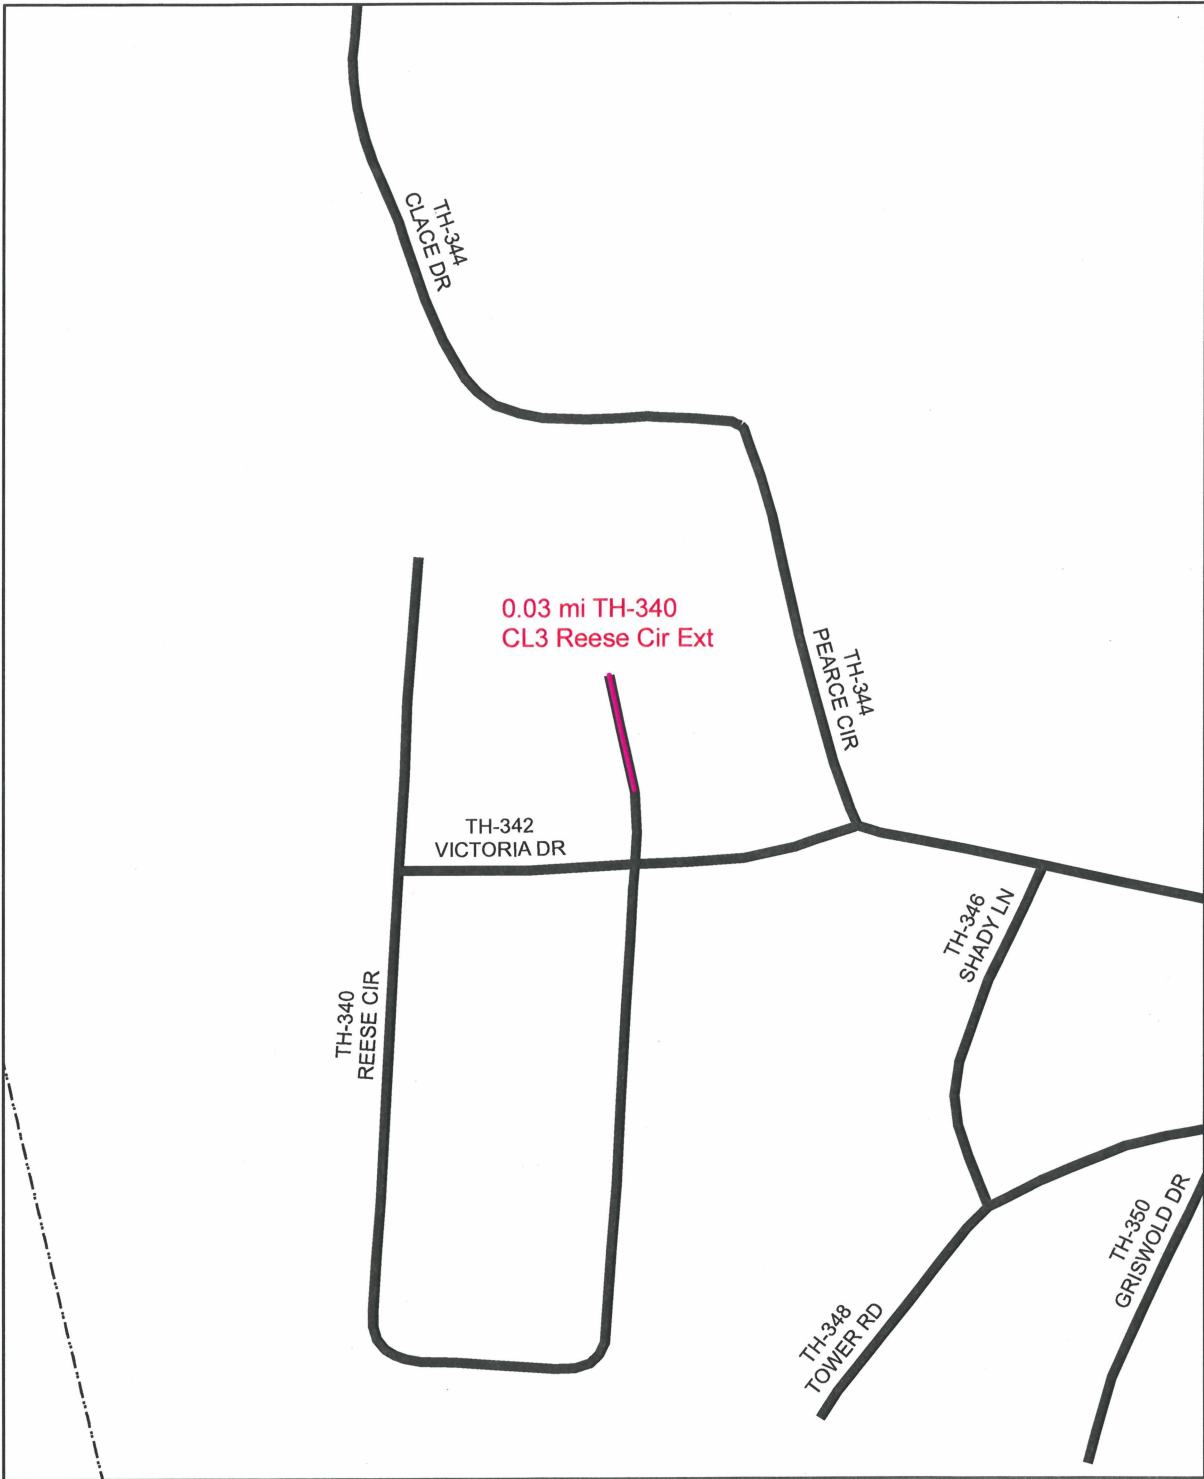 TH-344
CLACE DR
0.03 mi TH-340
CL3 Reese Cir Ext
TH-344
PEARCE CIR
TH-342
VICTORIA DR
TH-346
SHADY LN
TH-340
REESE CIR
TH-350
GRISWOLD DR
TH-348
TOWER RD